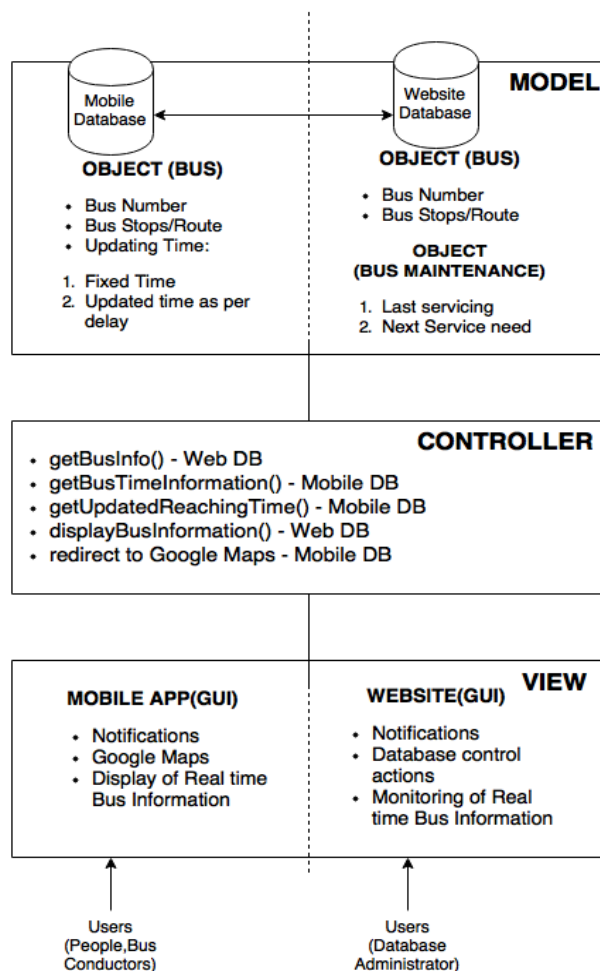 MODEL
Mobile
Database
OBJECT (BUS)
• Bus Number
• Bus Stops/Route
• Updating Time:
1. Fixed Time
2. Updated time as per
delay
Website
Database
OBJECT (BUS)
• Bus Number
• Bus Stops/Route
OBJECT
(BUS MAINTENANCE)
1. Last servicing
2. Next Service need
CONTROLLER
• getBusInfo() - Web DB
• getBusTimeInformation() - Mobile DB
• getUpdatedReachingTime() - Mobile DB
• displayBusInformation() - Web DB
• redirect to Google Maps - Mobile DB
VIEW
MOBILE APP(GUI)
• Notifications
• Google Maps
• Display of Real time
Bus Information
WEBSITE(GUI)
• Notifications
• Database control
actions
• Monitoring of Real
time Bus Information
Users
(People,Bus
Conductors)
Users
(Database
Administrator)